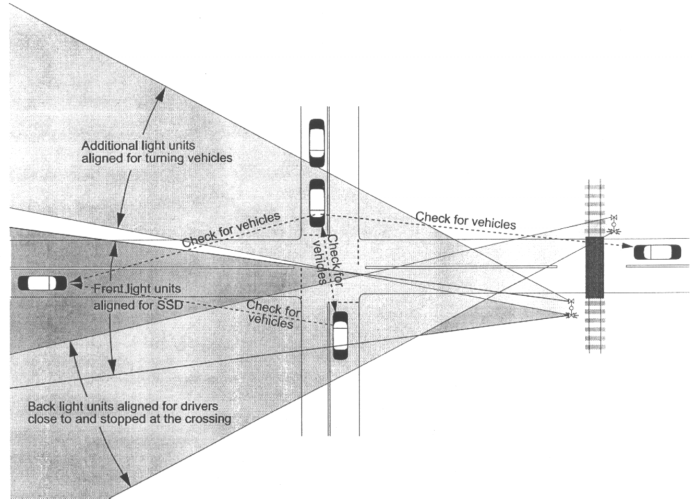 Additional light units
aligned for turning vehicles
Check for vehicles
Check for vehicles
Check for
vehicles
Front light units
aligned for SSD
Check for
vehicles
Back light units aligned for drivers
close to and stopped at the crossing